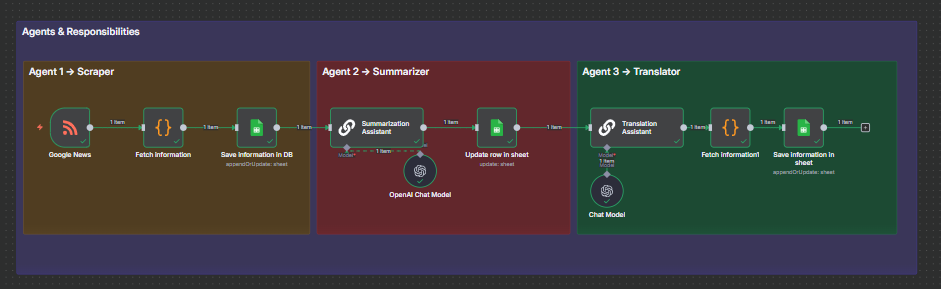 Agents & Responsibilities
Agent 1 → Scraper
1 item
1 item
1 item
Google News
Fetch Information
Save Information in DB
appendOrUpdate: sheet
Agent 2 → Summarizer
Summarization
Assistant
1 item
1 item
Model*
1 item
Update row in sheet
update: sheet
OpenAI Chat Model
Agent 3 → Translator
Translation
Assistant
1 item
1 item
1 item
Model*
1 item
Model
Fetch Information1
Save Information in
sheet
appendOrUpdate: sheet
Chat Model